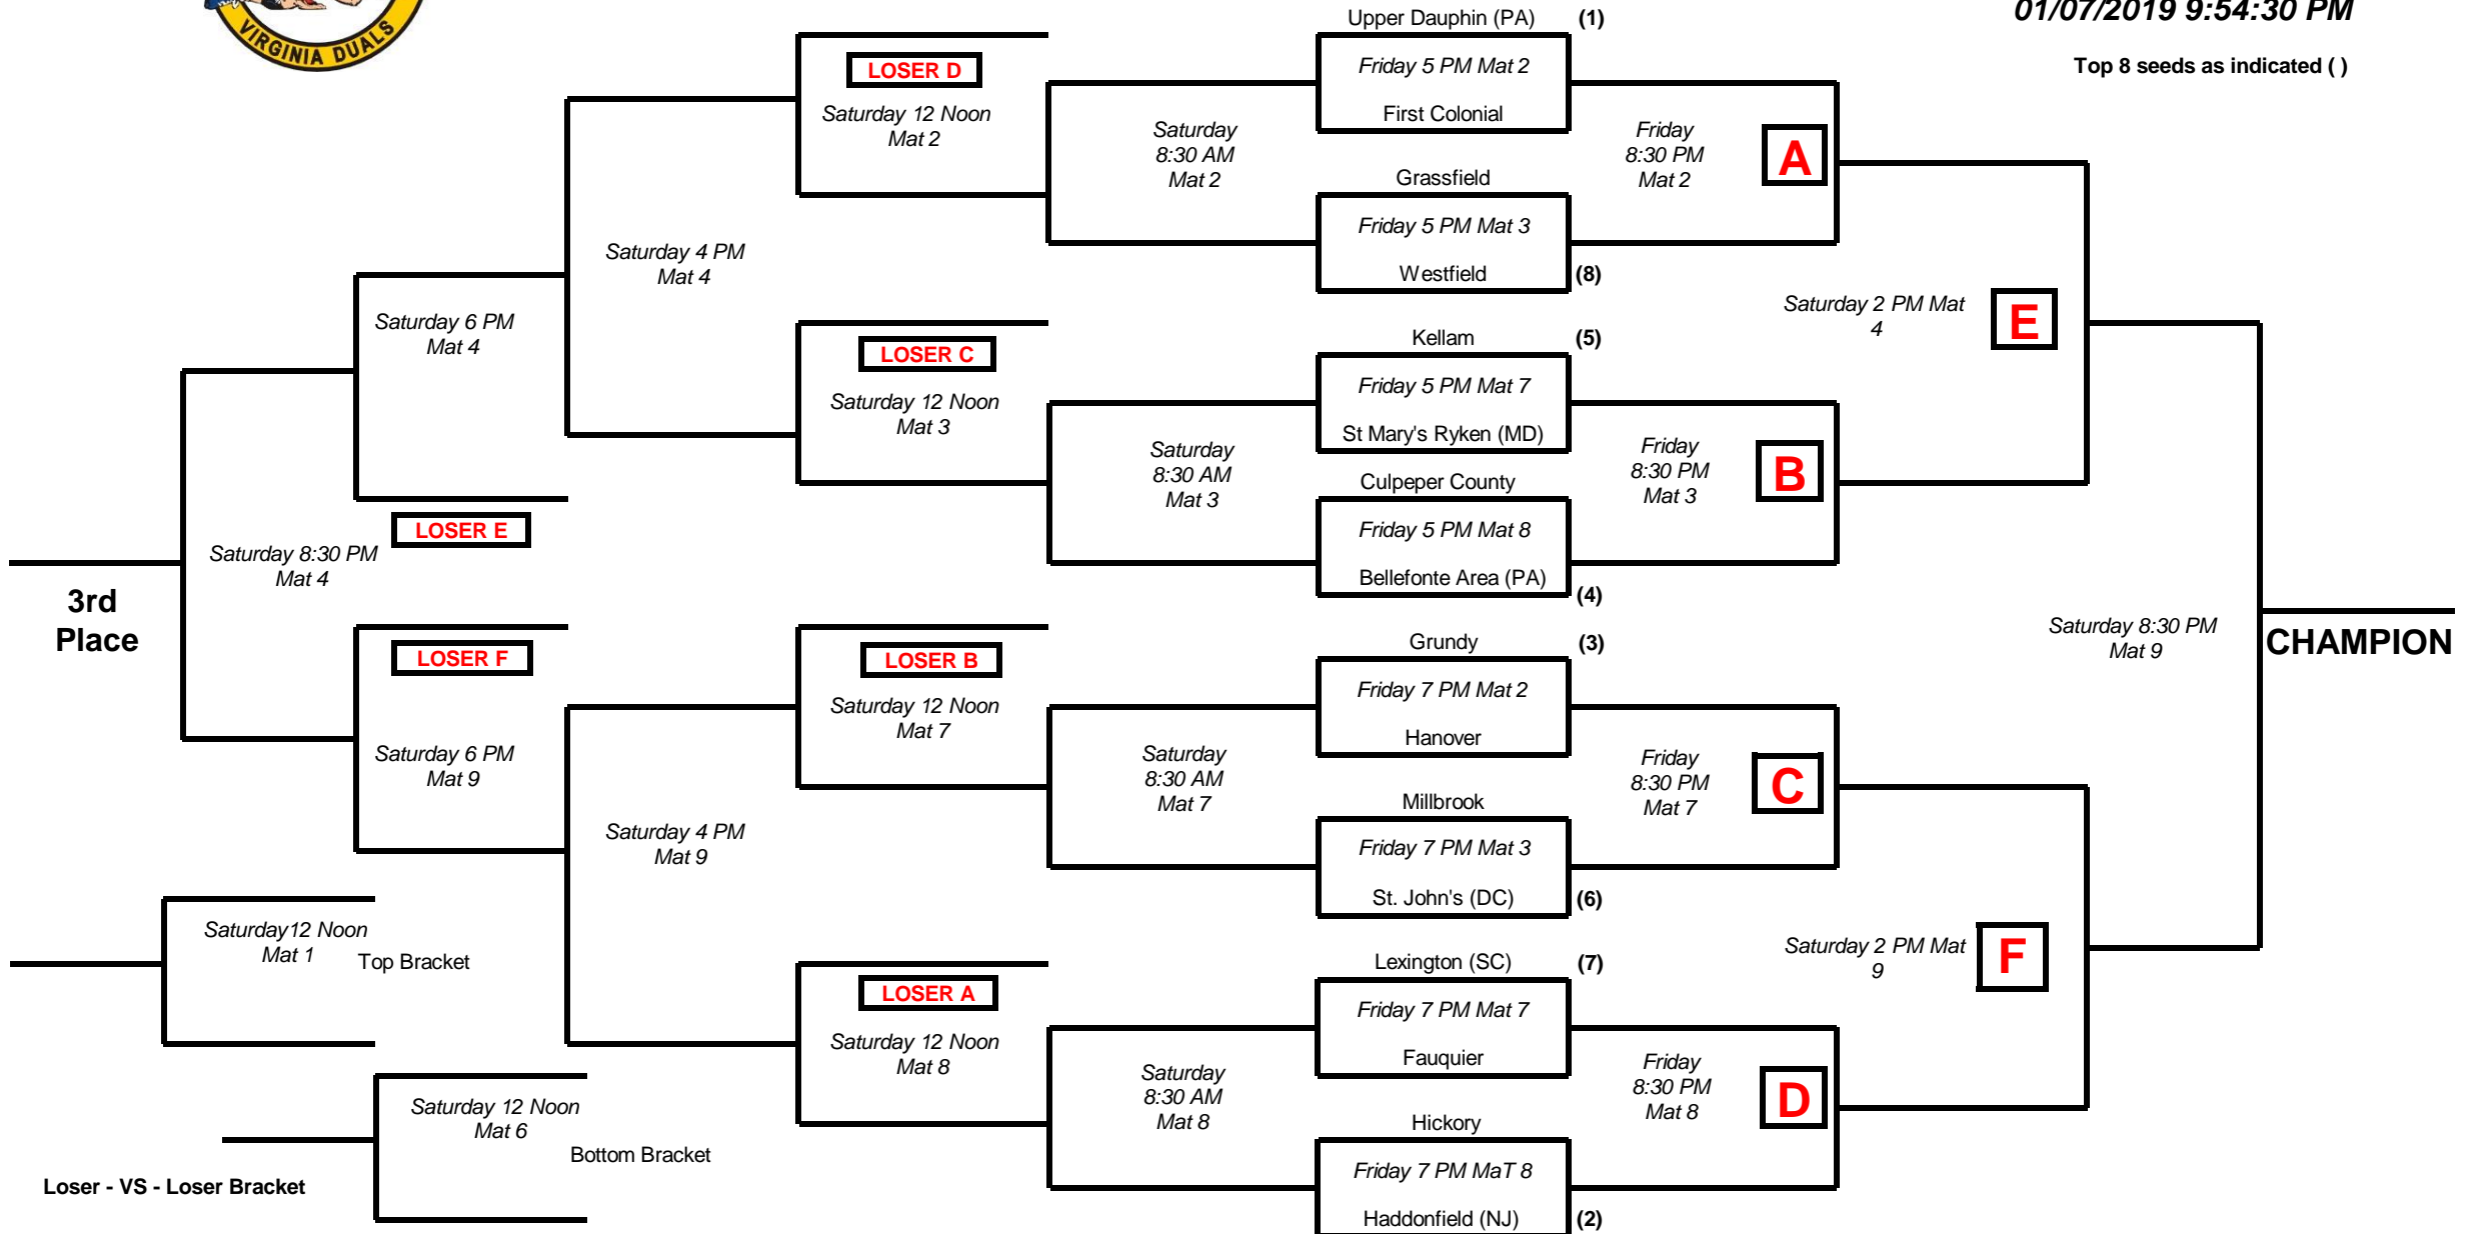 VIRGINIA DUALS
01/07/2019 9:54:30 PM
Top 8 seeds as indicated ( )
Upper Dauphin (PA) (1)
Friday 5 PM Mat 2
First Colonial
Grassfield
Friday 5 PM Mat 3
Westfield (8)
Kellam (5)
Friday 5 PM Mat 7
St Mary's Ryken (MD)
Culpeper County
Friday 5 PM Mat 8
Bellefonte Area (PA) (4)
Grundy (3)
Friday 7 PM Mat 2
Hanover
Millbrook
Friday 7 PM Mat 3
St. John's (DC) (6)
Lexington (SC) (7)
Friday 7 PM Mat 7
Fauquier
Hickory
Friday 7 PM MaT 8
Haddonfield (NJ) (2)
Friday
8:30 PM
Mat 2
A
Friday
8:30 PM
Mat 3
B
Friday
8:30 PM
Mat 7
C
Friday
8:30 PM
Mat 8
D
Saturday 2 PM Mat
4
E
Saturday 2 PM Mat
9
F
Saturday 8:30 PM
Mat 9
CHAMPION
Saturday
8:30 AM
Mat 2
Saturday
8:30 AM
Mat 3
Saturday
8:30 AM
Mat 7
Saturday
8:30 AM
Mat 8
LOSER D
Saturday 12 Noon
Mat 2
LOSER C
Saturday 12 Noon
Mat 3
LOSER B
Saturday 12 Noon
Mat 7
LOSER A
Saturday 12 Noon
Mat 8
Saturday 4 PM
Mat 4
Saturday 4 PM
Mat 9
Saturday 6 PM
Mat 4
LOSER E
LOSER F
Saturday 6 PM
Mat 9
Saturday 8:30 PM
Mat 4
3rd
Place
Saturday12 Noon
Mat 1
Top Bracket
Saturday 12 Noon
Mat 6
Bottom Bracket
Loser - VS - Loser Bracket